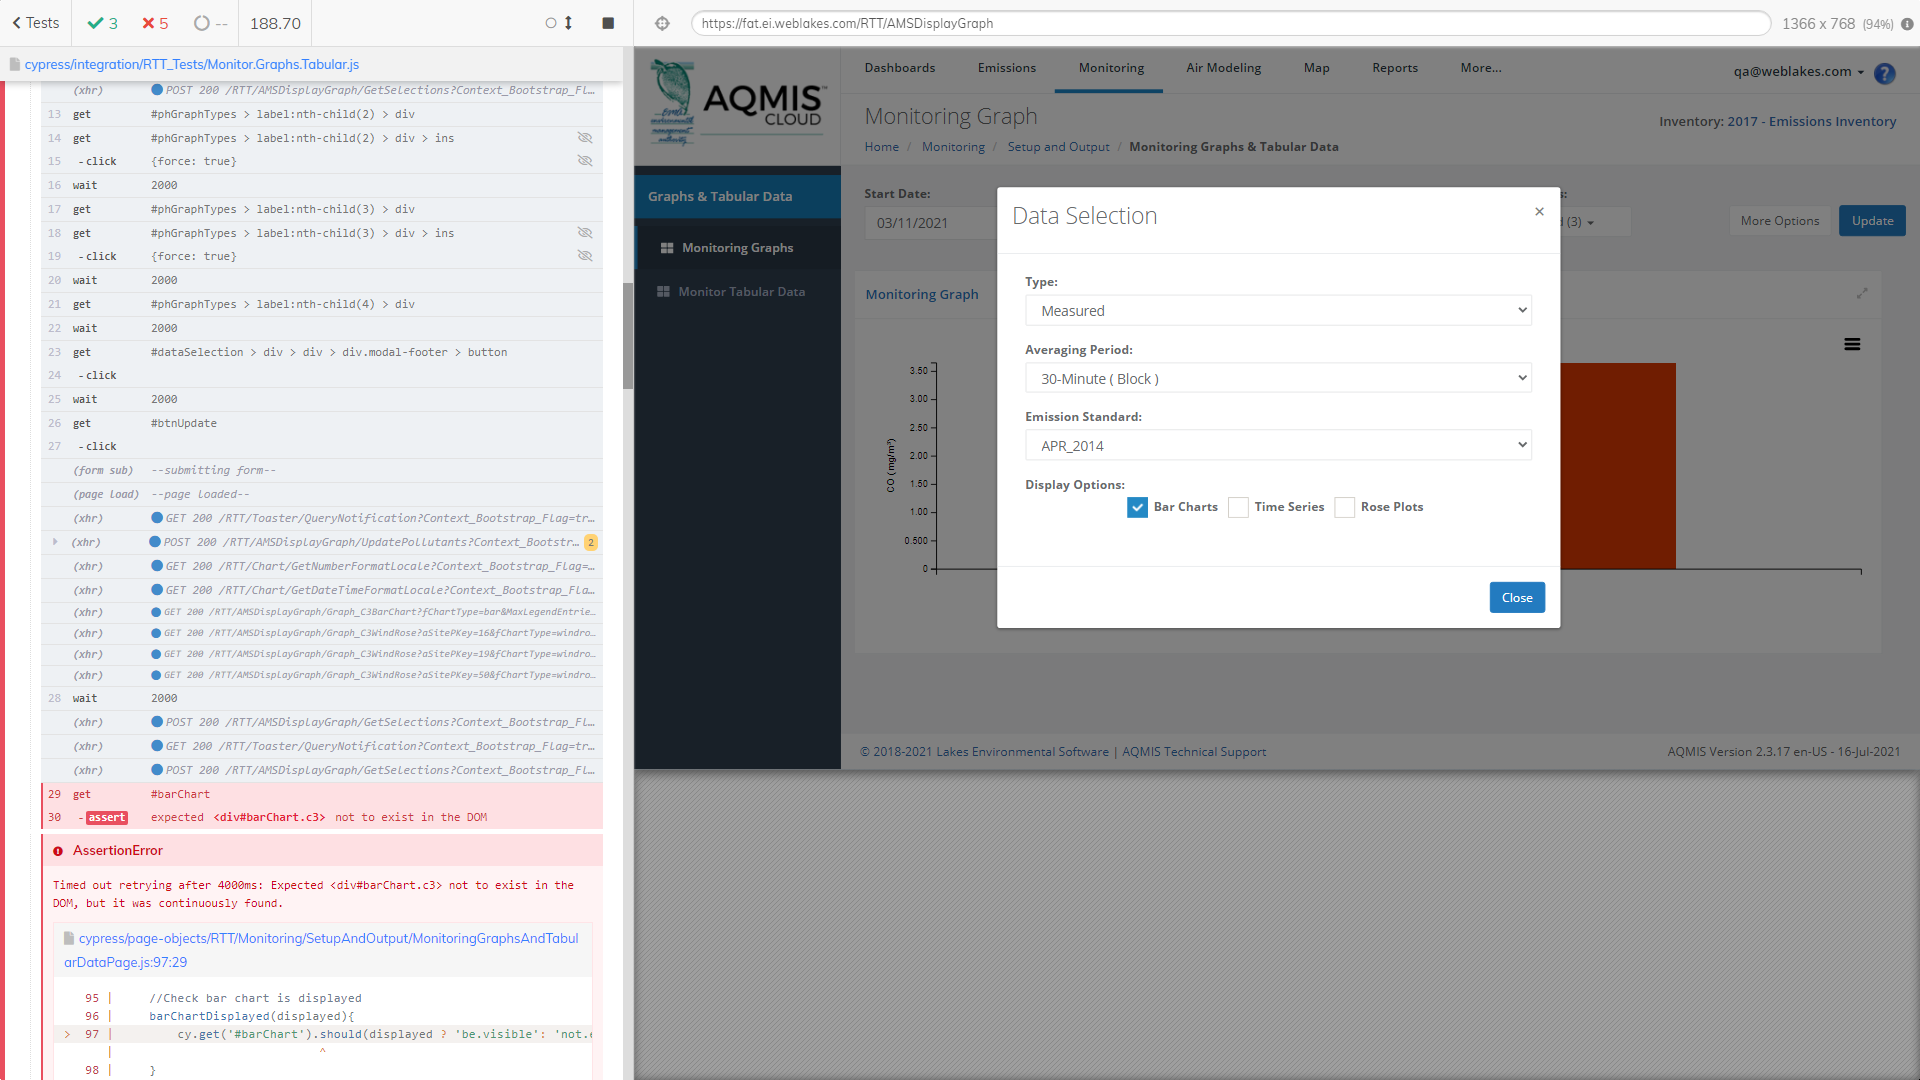 Tests
3
5
--
188.70
cypress/integration/RTT_Tests/Monitor.Graphs.Tabular.js
(xhr) POST 200 /RTT/AMSDisplayGraph/GetSelections?Context_Bootstrap_Fl…
13 get #phGraphTypes > label:nth-child(2) > div
14 get #phGraphTypes > label:nth-child(2) > div > ins
15 -click {force: true}
16 wait 2000
17 get #phGraphTypes > label:nth-child(3) > div
18 get #phGraphTypes > label:nth-child(3) > div > ins
19 -click {force: true}
20 wait 2000
21 get #phGraphTypes > label:nth-child(4) > div
22 wait 2000
23 get #dataSelection > div > div > div.modal-footer > button
24 -click
25 wait 2000
26 get #btnUpdate
27 -click
(form sub) --submitting form--
(page load) --page loaded--
(xhr) GET 200 /RTT/Toaster/QueryNotification?Context_Bootstrap_Flag=tr…
(xhr) POST 200 /RTT/AMSDisplayGraph/UpdatePollutants?Context_Bootstr… 2
(xhr) GET 200 /RTT/Chart/GetNumberFormatLocale?Context_Bootstrap_Flag=…
(xhr) GET 200 /RTT/Chart/GetDateTimeFormatLocale?Context_Bootstrap_Fla…
(xhr) GET 200 /RTT/AMSDisplayGraph/Graph_C3BarChart?fChartType=bar&MaxLegendEntrie…
(xhr) GET 200 /RTT/AMSDisplayGraph/Graph_C3WindRose?aSitePKey=16&fChartType=windro…
(xhr) GET 200 /RTT/AMSDisplayGraph/Graph_C3WindRose?aSitePKey=19&fChartType=windro…
(xhr) GET 200 /RTT/AMSDisplayGraph/Graph_C3WindRose?aSitePKey=50&fChartType=windro…
28 wait 2000
(xhr) POST 200 /RTT/AMSDisplayGraph/GetSelections?Context_Bootstrap_Fl…
(xhr) GET 200 /RTT/Toaster/QueryNotification?Context_Bootstrap_Flag=tr…
(xhr) POST 200 /RTT/AMSDisplayGraph/GetSelections?Context_Bootstrap_Fl…
29 get #barChart
30 -assert expected <div#barChart.c3> not to exist in the DOM
AssertionError
Timed out retrying after 4000ms: Expected <div#barChart.c3> not to exist in the
DOM, but it was continuously found.
cypress/page-objects/RTT/Monitoring/SetupAndOutput/MonitoringGraphsAndTabul
arDataPage.js:97:29
95 | //Check bar chart is displayed
96 | barChartDisplayed(displayed){
> 97 | cy.get('#barChart').should(displayed ? 'be.visible': 'not.e
| ^
98 | }
https://fat.ei.weblakes.com/RTT/AMSDisplayGraph
1366 x 768 (94%)
AQMIS™
CLOUD
Dashboards
Emissions
Monitoring
Air Modeling
Map
Reports
More...
qa@weblakes.com
?
Monitoring Graph
Inventory: 2017 - Emissions Inventory
Home / Monitoring / Setup and Output / Monitoring Graphs & Tabular Data
Graphs & Tabular Data
Monitoring Graphs
Monitor Tabular Data
Start Date:
s:
03/11/2021
d (3)
More Options
Update
Monitoring Graph
3.50
3.00
2.50
2.00
1.50
1.00
0.500
0
CO (mg/m³)
Data Selection
×
Type:
Measured
Averaging Period:
30-Minute ( Block )
Emission Standard:
APR_2014
Display Options:
Bar Charts
Time Series
Rose Plots
Close
© 2018-2021 Lakes Environmental Software | AQMIS Technical Support
AQMIS Version 2.3.17 en-US - 16-Jul-2021